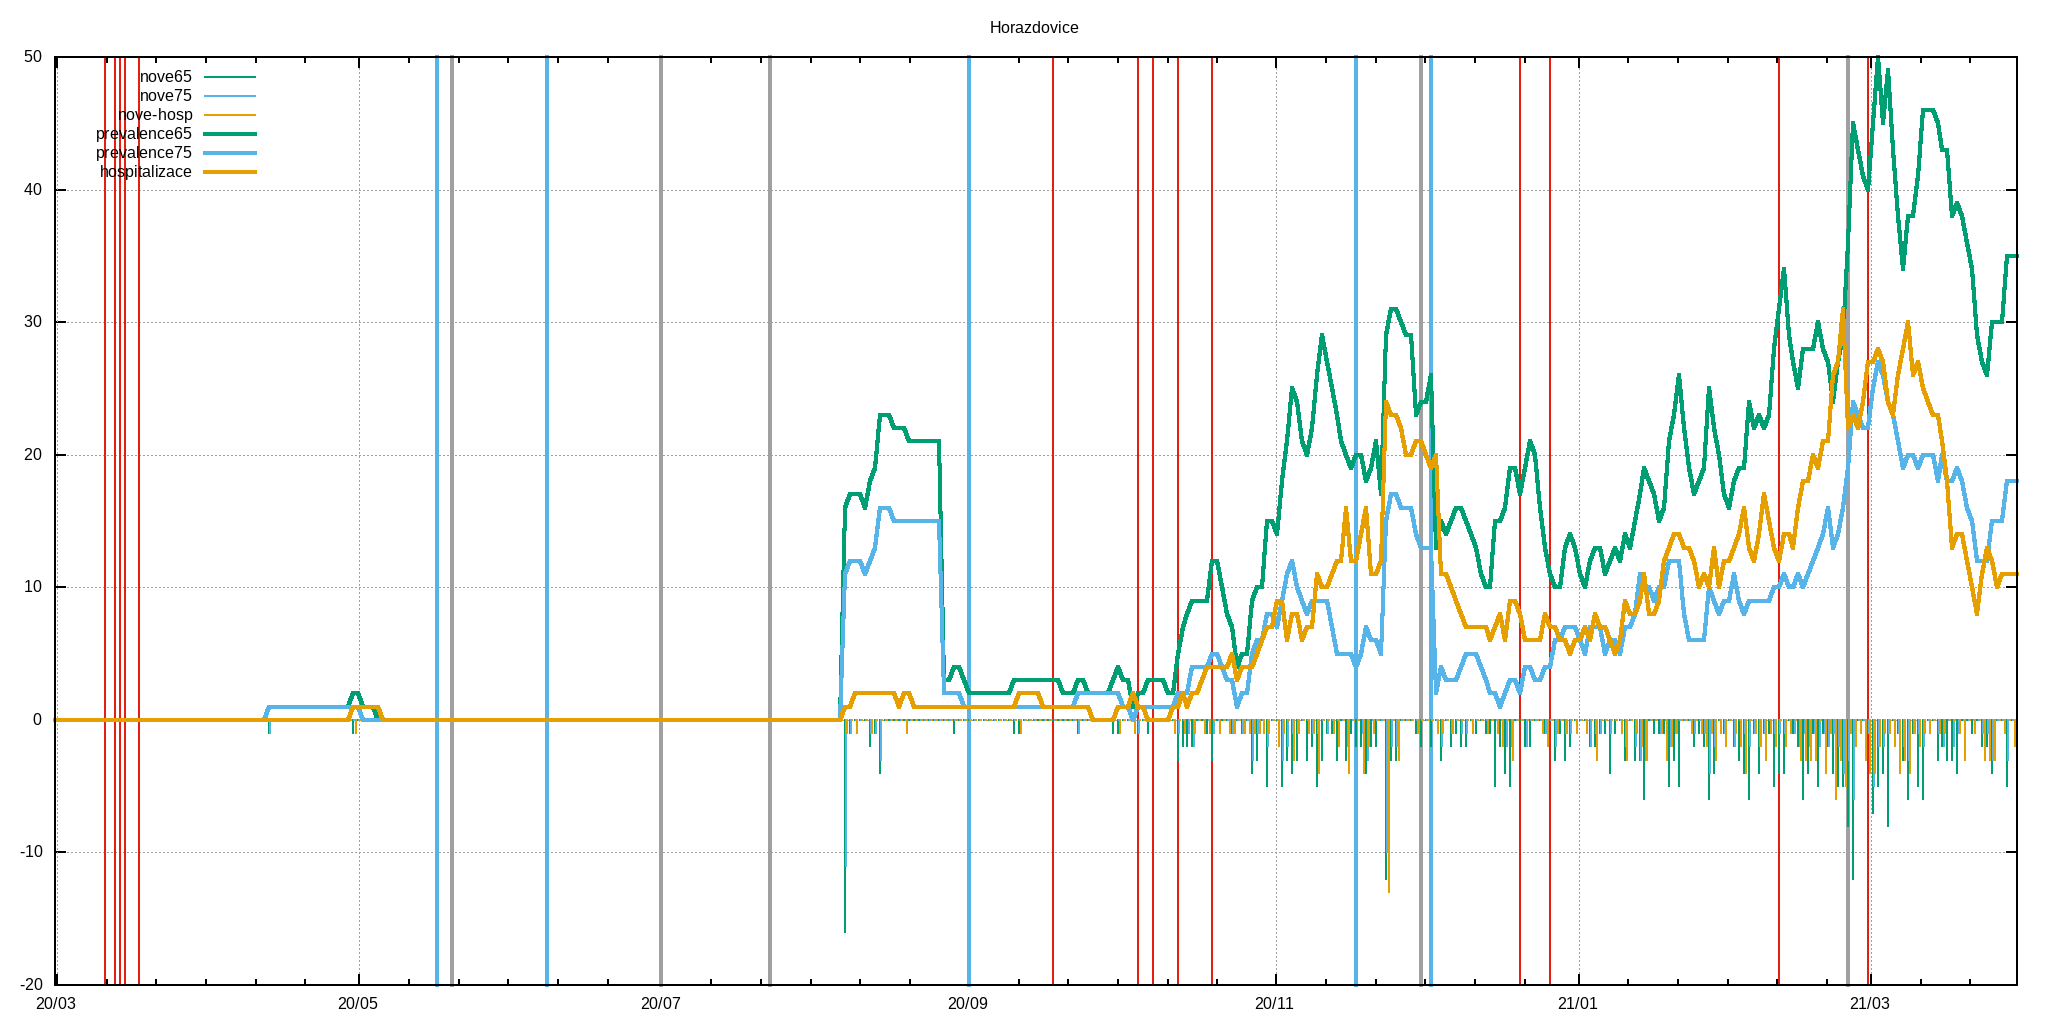 Horazdovice
50
40
30
20
10
0
-10
-20
nove65
nove75
nove-hosp
prevalence65
prevalence75
hospitalizace
20/03 20/05 20/07 20/09 20/11 21/01 21/03